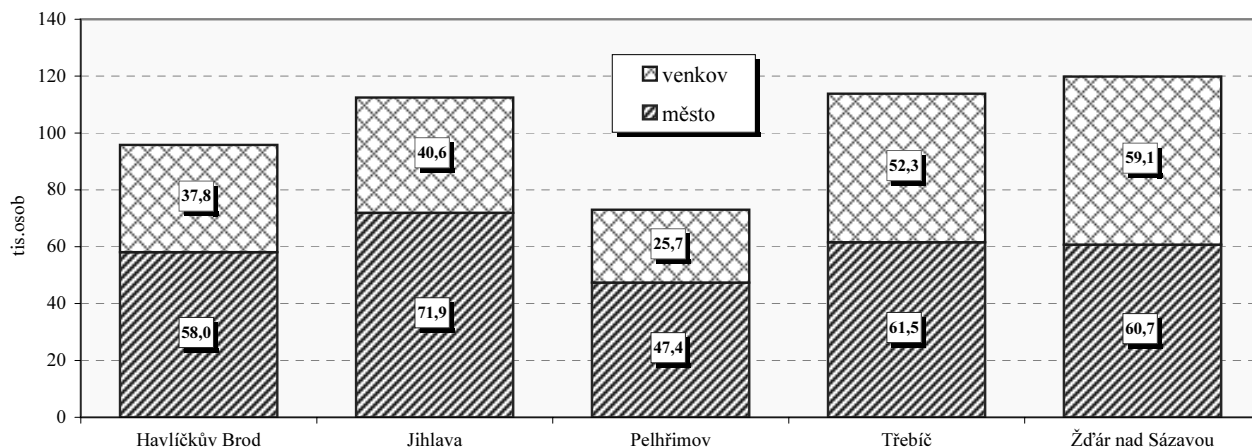 140
120
100
80
60
40
20
0
tis.osob
venkov
město
37,8
58,0
40,6
71,9
25,7
47,4
52,3
61,5
59,1
60,7
Havlíčkův Brod
Jihlava
Pelhřimov
Třebíč
Žďár nad Sázavou